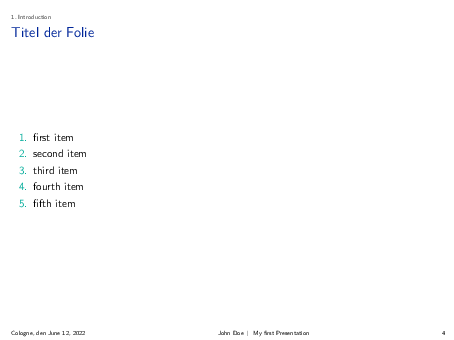 1. Introduction
Titel der Folie
1. first item
2. second item
3. third item
4. fourth item
5. fifth item
Cologne, den June 12, 2022 John Doe | My first Presentation 4